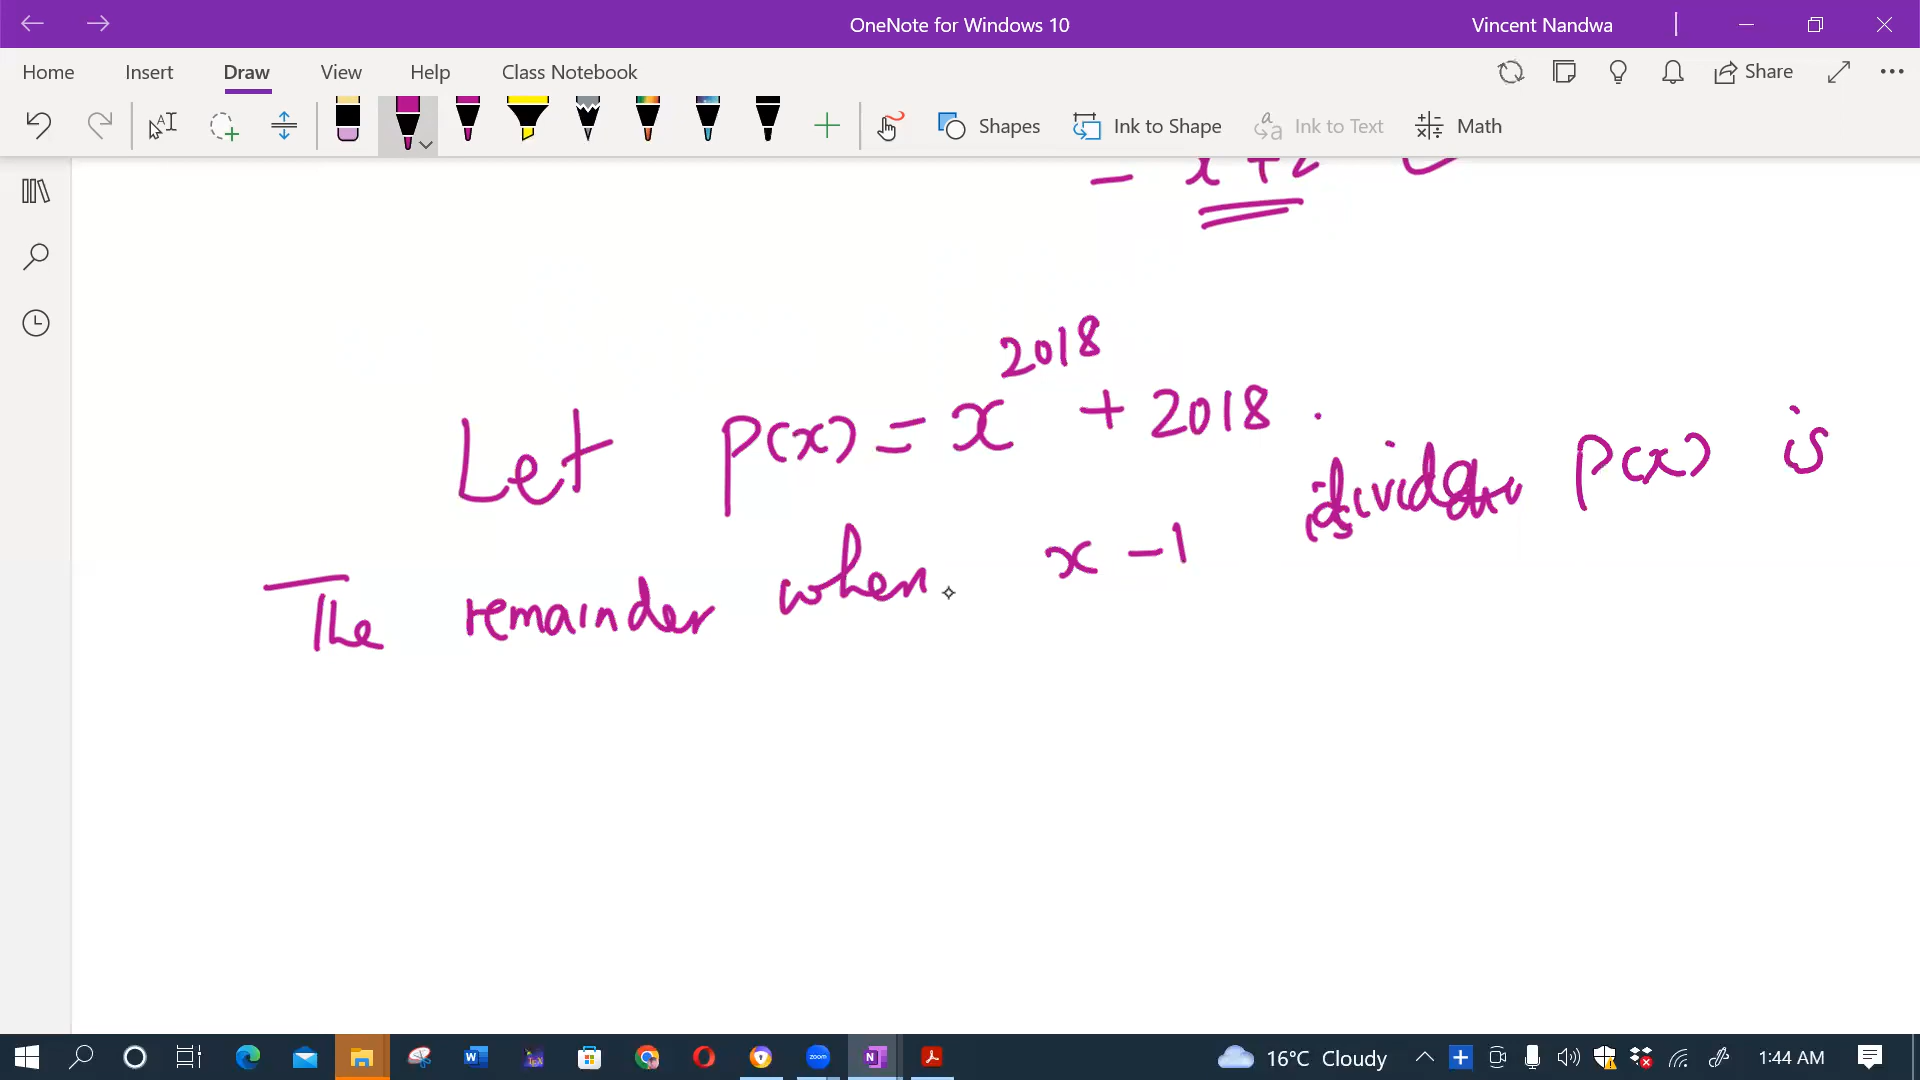 OneNote for Windows 10
Vincent Nandwa
Home Insert Draw View Help Class Notebook
Share
Shapes Ink to Shape Ink to Text Math
- x+2
Let P(x) = x^2018 + 2018 .
The remainder when x - 1 P(x) is
16°C Cloudy
1:44 AM